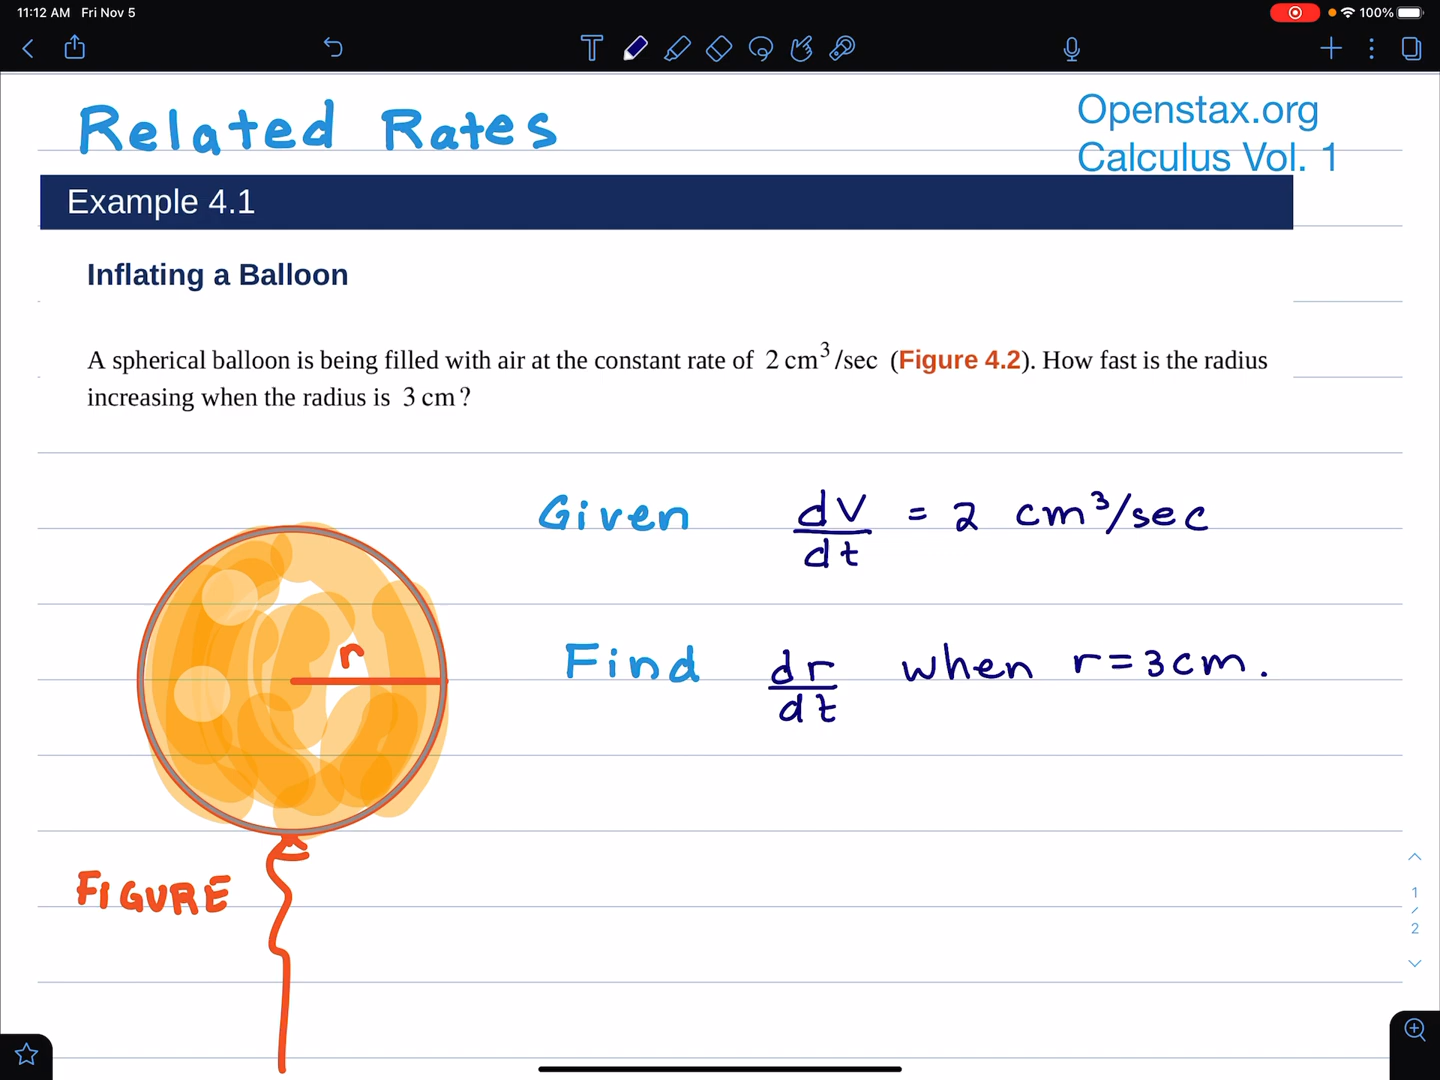 11:12 AM Fri Nov 5 100%
T
Related Rates
Openstax.org
Calculus Vol. 1
Example 4.1
Inflating a Balloon
A spherical balloon is being filled with air at the constant rate of 2 cm³/sec (Figure 4.2). How fast is the radius
increasing when the radius is 3 cm?
Given dV/dt = 2 cm³/sec
Find dr/dt when r=3cm.
r
FIGURE
1
/
2